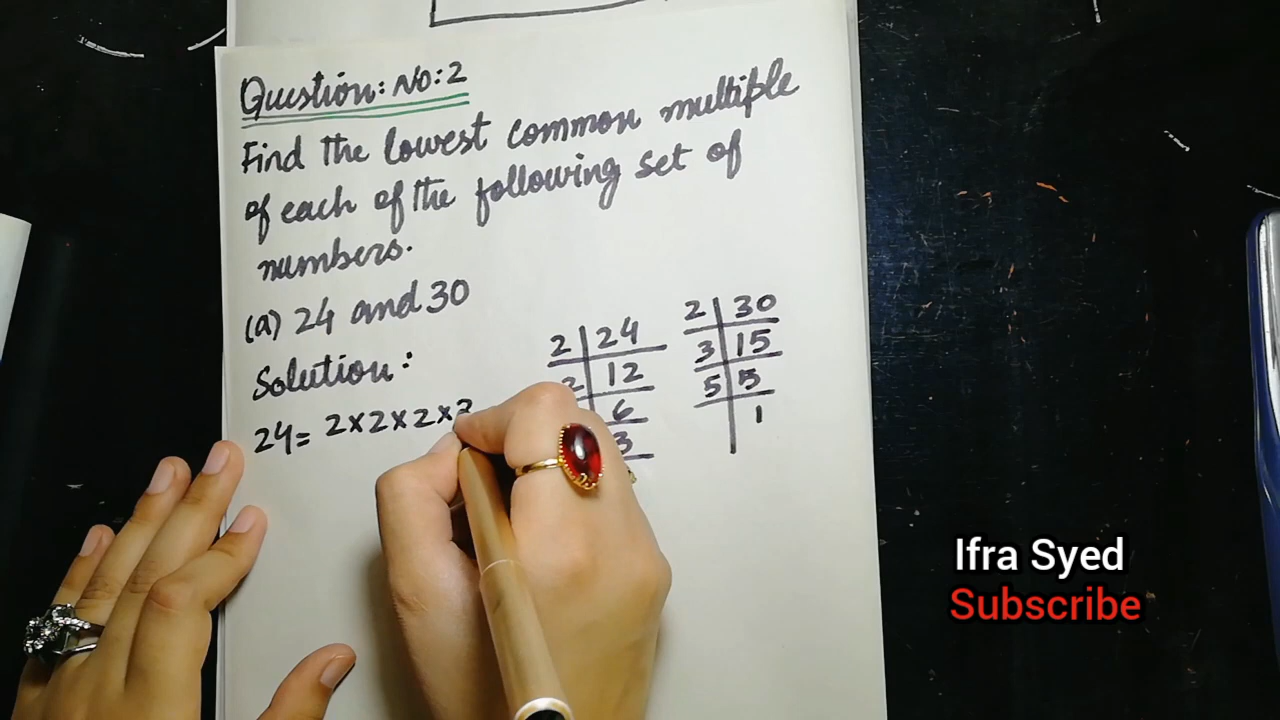 Question: No: 2
Find the lowest common multiple
of each of the following set of
numbers.
(a) 24 and 30
Solution:
24= 2×2×2×3
2 24
2 12
6
3
2 30
3 15
5 5
1
Ifra Syed
Subscribe